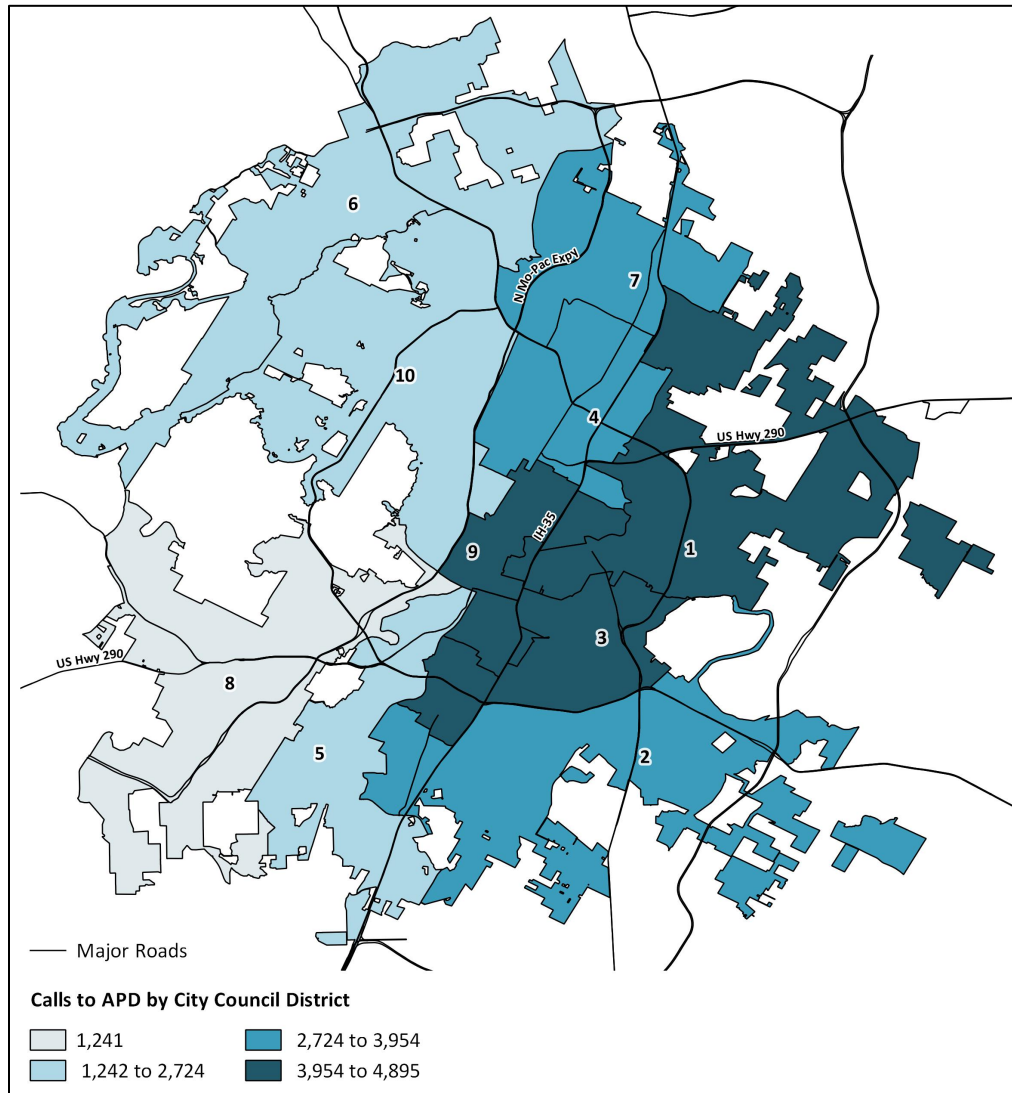 6
N Mo-Pac Expy
7
10
4
US Hwy 290
IH-35
9
1
3
US Hwy 290
8
5
2
Major Roads
Calls to APD by City Council District
1,241
2,724 to 3,954
1,242 to 2,724
3,954 to 4,895